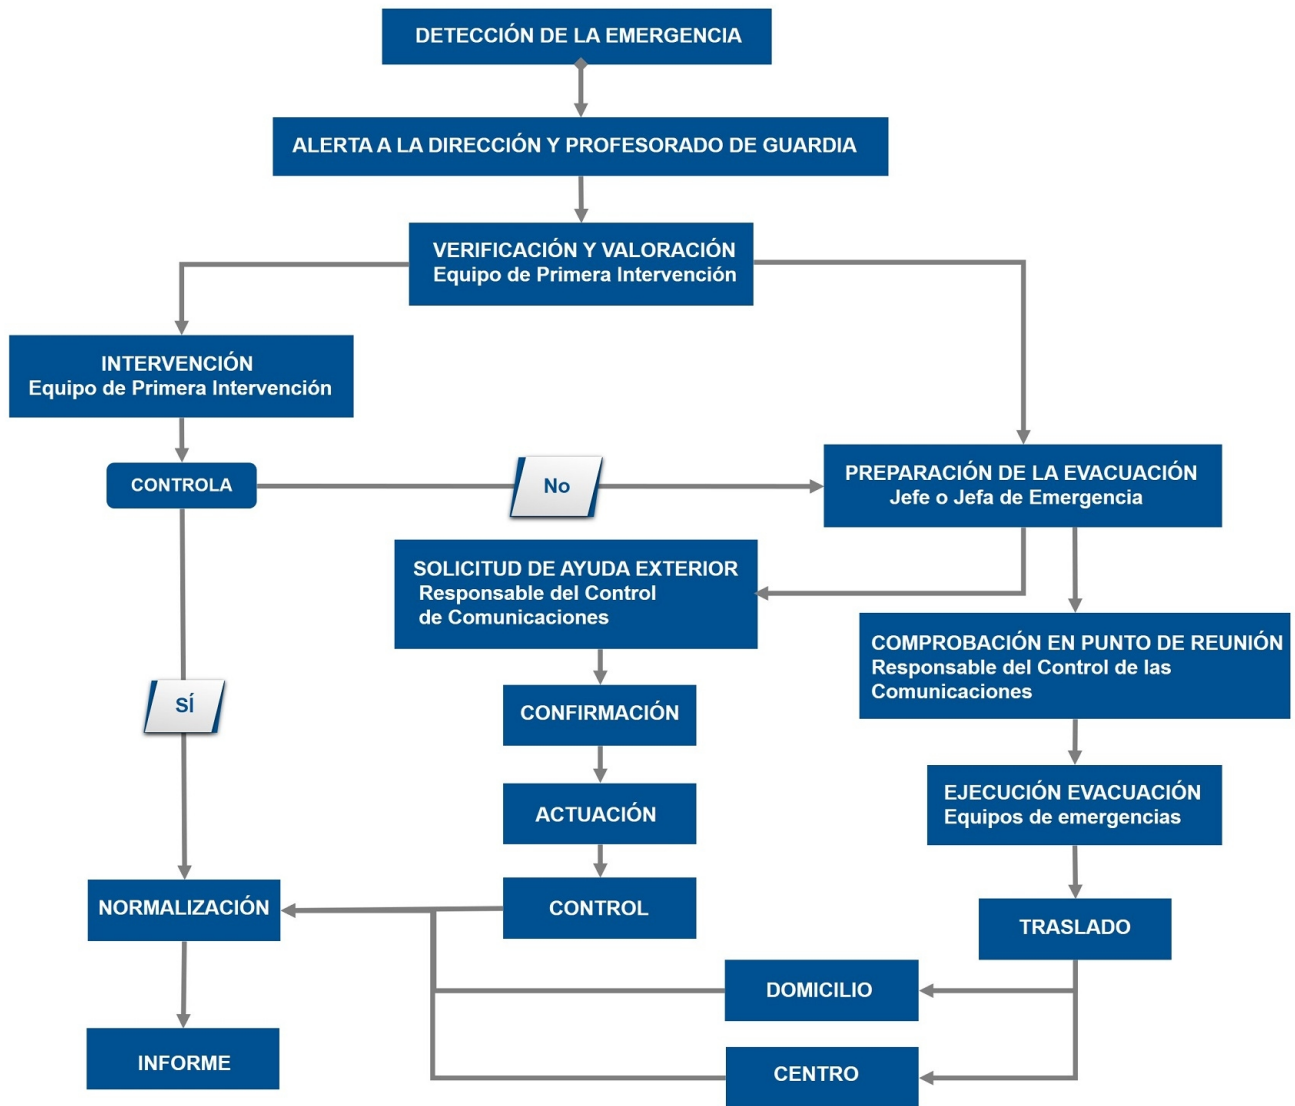 DETECCIÓN DE LA EMERGENCIA
ALERTA A LA DIRECCIÓN Y PROFESORADO DE GUARDIA
VERIFICACIÓN Y VALORACIÓN
Equipo de Primera Intervención
INTERVENCIÓN
Equipo de Primera Intervención
CONTROLA
No
PREPARACIÓN DE LA EVACUACIÓN
Jefe o Jefa de Emergencia
SOLICITUD DE AYUDA EXTERIOR
Responsable del Control
de Comunicaciones
COMPROBACIÓN EN PUNTO DE REUNIÓN
Responsable del Control de las
Comunicaciones
SÍ
CONFIRMACIÓN
EJECUCIÓN EVACUACIÓN
Equipos de emergencias
ACTUACIÓN
NORMALIZACIÓN
CONTROL
TRASLADO
DOMICILIO
INFORME
CENTRO